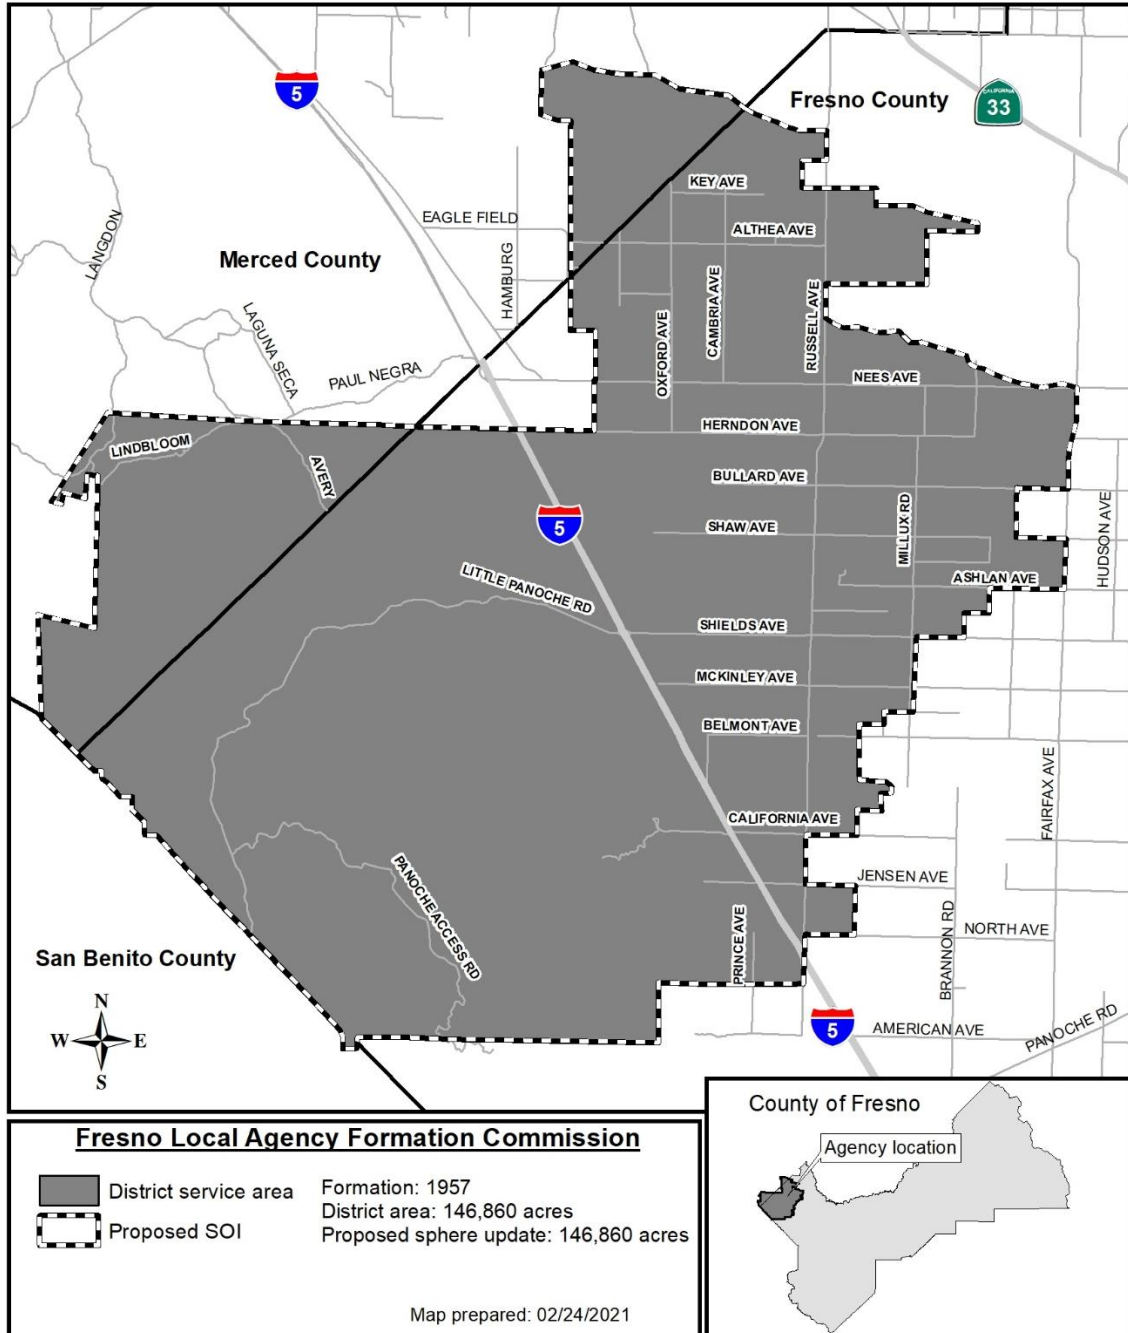 5
Fresno County
CALIFORNIA
33
KEY AVE
LANGDON
EAGLE FIELD
ALTHEA AVE
Merced County
HAMBURG
CAMBRIA AVE
RUSSELL AVE
OXFORD AVE
LAGUNA SECA
PAUL NEGRA
NEES AVE
HERNDON AVE
LINDBLOOM
AVERY
BULLARD AVE
5
SHAW AVE
MILLUX RD
HUDSON AVE
LITTLE PANOCHE RD
ASHLAN AVE
SHIELDS AVE
MCKINLEY AVE
BELMONT AVE
FAIRFAX AVE
CALIFORNIA AVE
PANOCHE ACCESS RD
JENSEN AVE
PRINCE AVE
BRANNON RD
NORTH AVE
San Benito County
N
W
E
S
5
AMERICAN AVE
PANOCHE RD
Fresno Local Agency Formation Commission
District service area
Proposed SOI
Formation: 1957
District area: 146,860 acres
Proposed sphere update: 146,860 acres
Map prepared: 02/24/2021
County of Fresno
Agency location